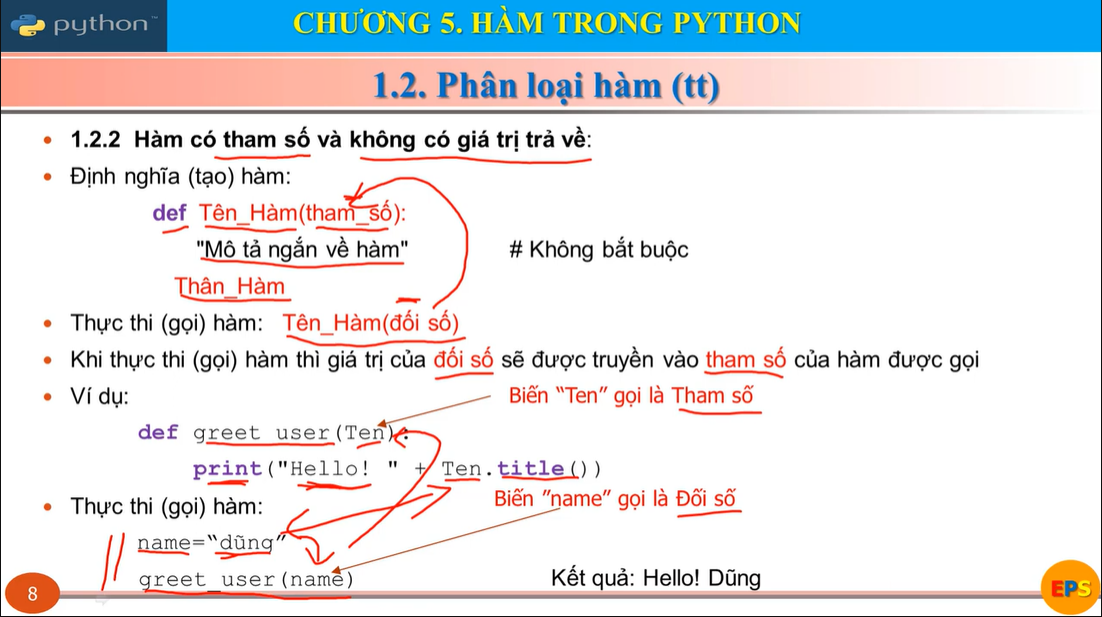 python™
CHƯƠNG 5. HÀM TRONG PYTHON
1.2. Phân loại hàm (tt)
• 1.2.2 Hàm có tham số và không có giá trị trả về:
• Định nghĩa (tạo) hàm:
def Tên_Hàm(tham_số):
"Mô tả ngắn về hàm" # Không bắt buộc
Thân_Hàm
• Thực thi (gọi) hàm: Tên_Hàm(đối số)
• Khi thực thi (gọi) hàm thì giá trị của đối số sẽ được truyền vào tham số của hàm được gọi
• Ví dụ:
Biến “Ten” gọi là Tham số
def greet_user(Ten):
print("Hello! " + Ten.title())
Biến ”name” gọi là Đối số
• Thực thi (gọi) hàm:
name=“dũng”
greet_user(name)
Kết quả: Hello! Dũng
8
EPS